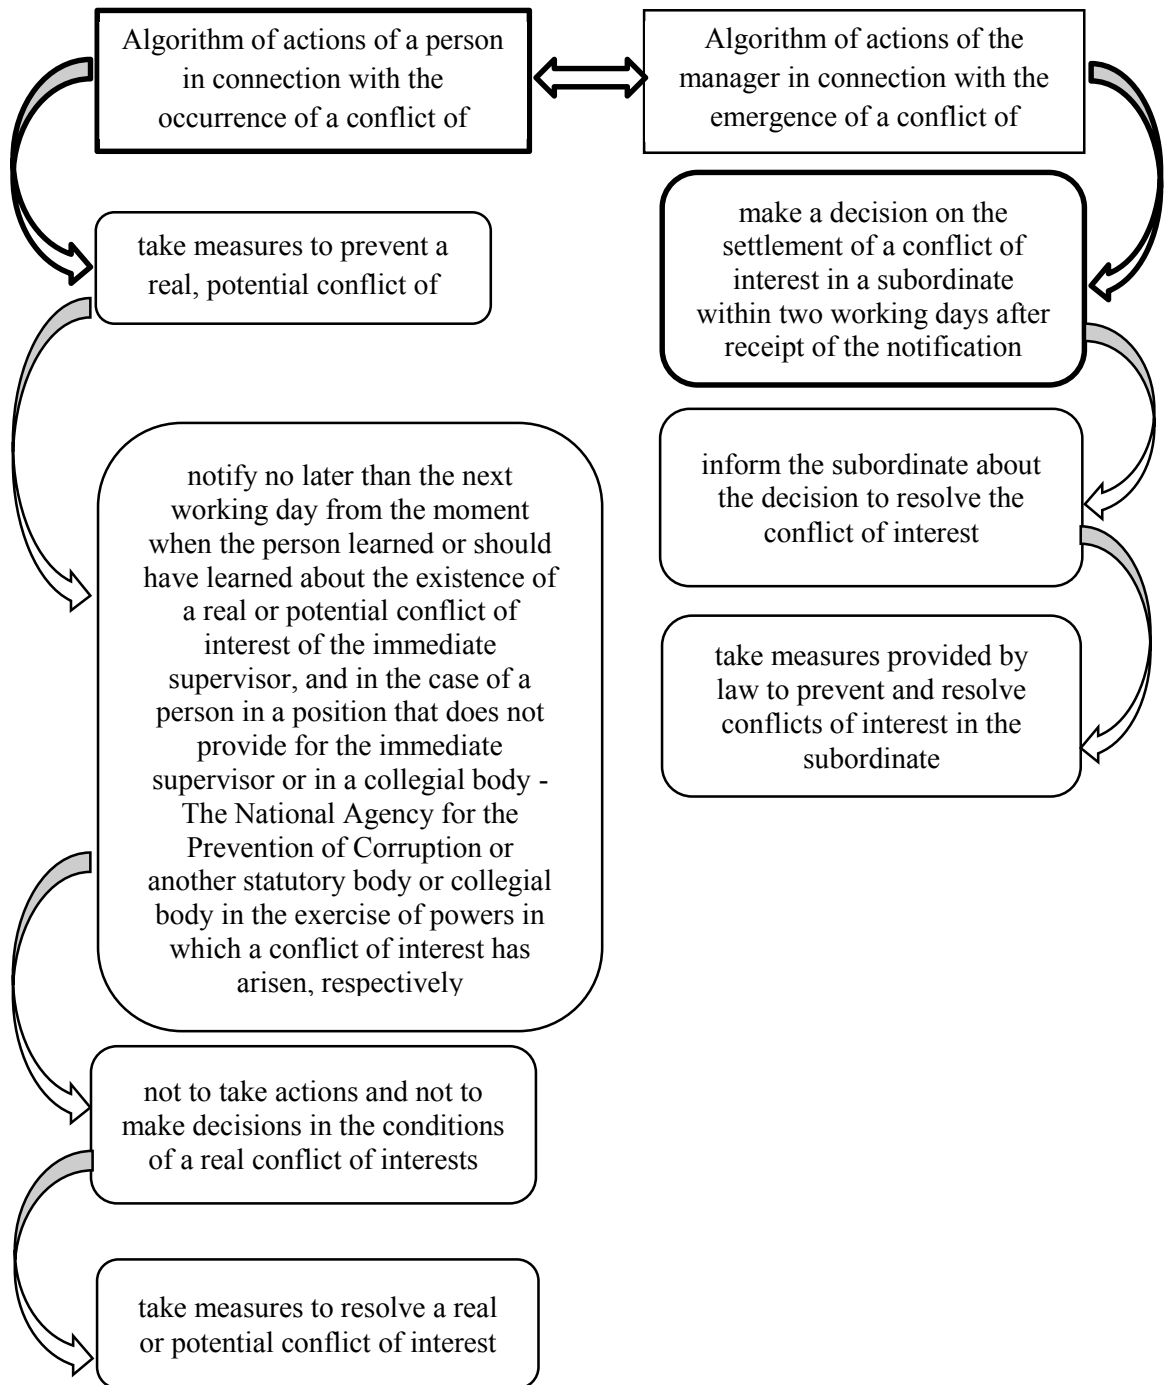 Algorithm of actions of a person
in connection with the
occurrence of a conflict of
take measures to prevent a
real, potential conflict of
notify no later than the next
working day from the moment
when the person learned or should
have learned about the existence of
a real or potential conflict of
interest of the immediate
supervisor, and in the case of a
person in a position that does not
provide for the immediate
supervisor or in a collegial body -
The National Agency for the
Prevention of Corruption or
another statutory body or collegial
body in the exercise of powers in
which a conflict of interest has
arisen, respectively
not to take actions and not to
make decisions in the conditions
of a real conflict of interests
take measures to resolve a real
or potential conflict of interest
Algorithm of actions of the
manager in connection with the
emergence of a conflict of
make a decision on the
settlement of a conflict of
interest in a subordinate
within two working days after
receipt of the notification
inform the subordinate about
the decision to resolve the
conflict of interest
take measures provided by
law to prevent and resolve
conflicts of interest in the
subordinate